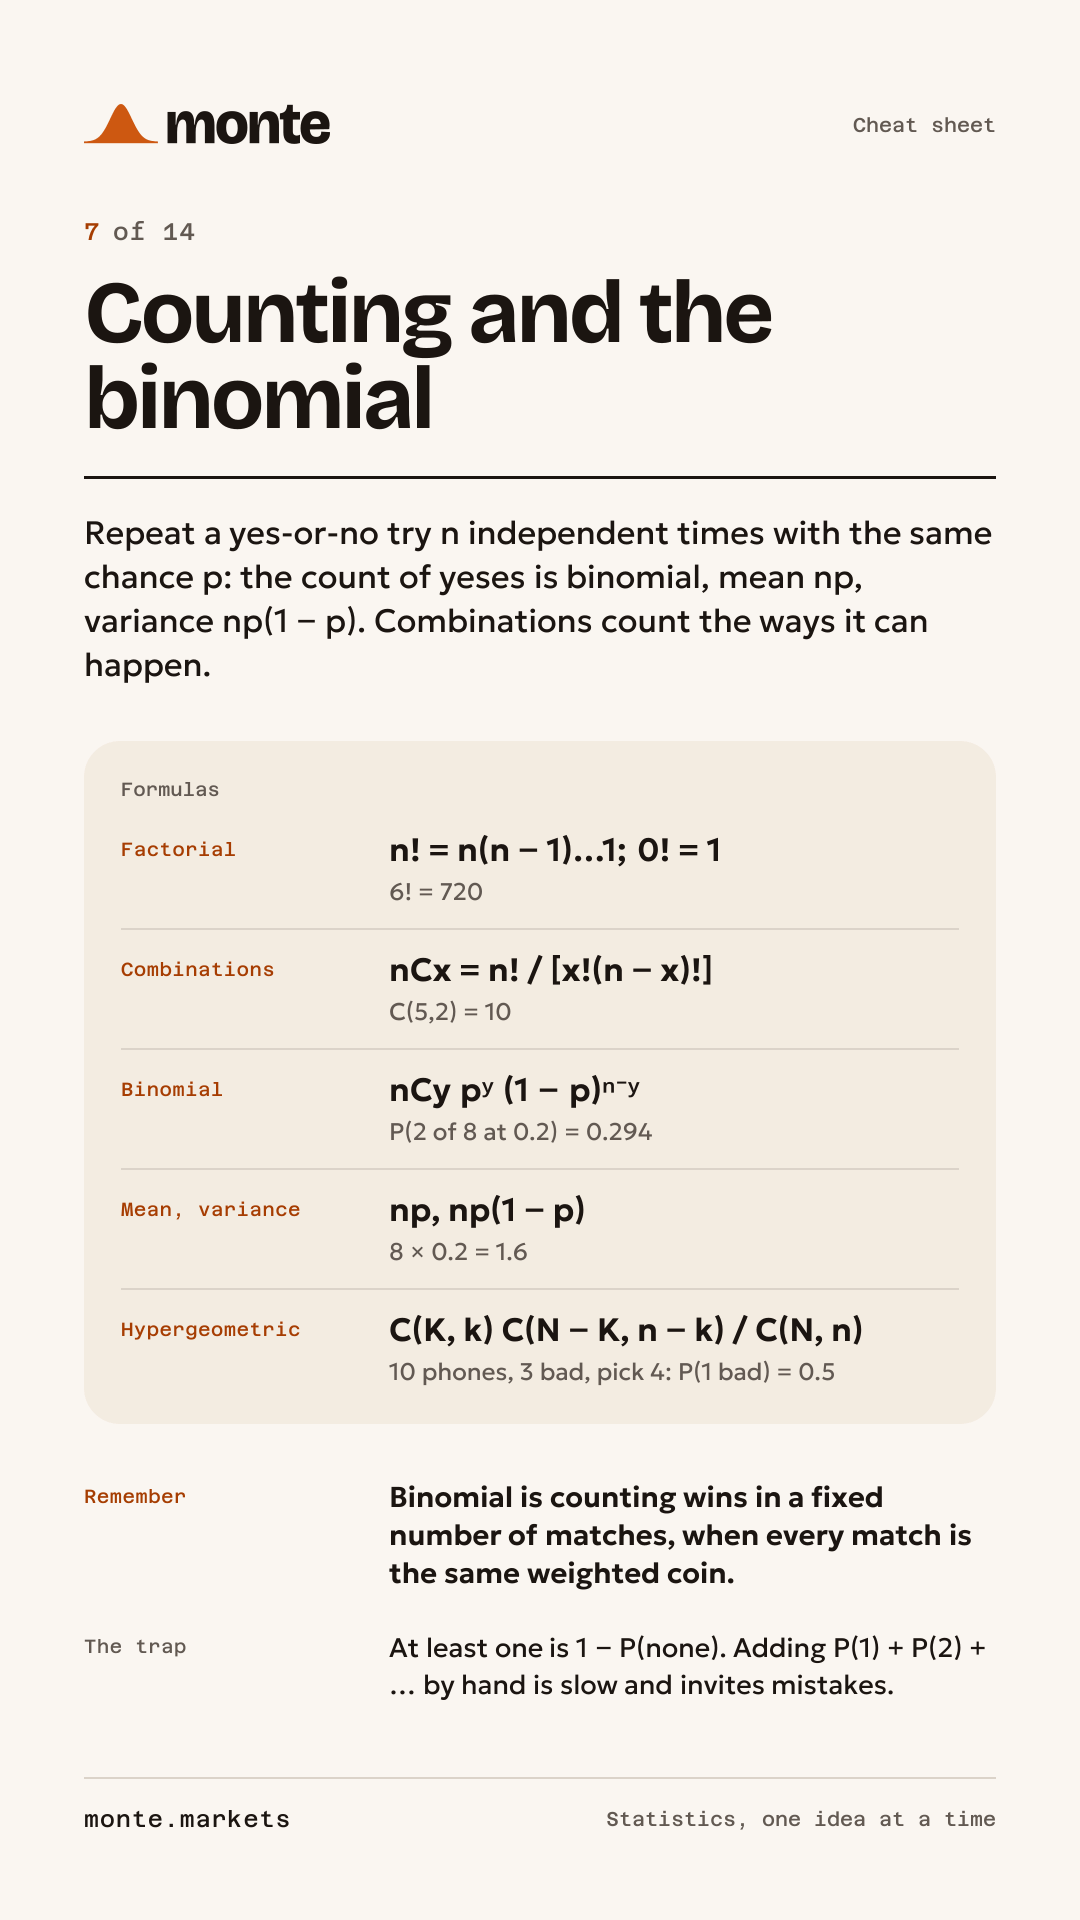 monte
Cheat sheet
7 of 14
Counting and the
binomial
Repeat a yes-or-no try n independent times with the same
chance p: the count of yeses is binomial, mean np,
variance np(1 − p). Combinations count the ways it can
happen.
Formulas
Factorial
n! = n(n − 1)…1; 0! = 1
6! = 720
Combinations
nCx = n! / [x!(n − x)!]
C(5,2) = 10
Binomial
nCy pʸ (1 − p)ⁿ⁻ʸ
P(2 of 8 at 0.2) = 0.294
Mean, variance
np, np(1 − p)
8 × 0.2 = 1.6
Hypergeometric
C(K, k) C(N − K, n − k) / C(N, n)
10 phones, 3 bad, pick 4: P(1 bad) = 0.5
Remember
Binomial is counting wins in a fixed
number of matches, when every match is
the same weighted coin.
The trap
At least one is 1 − P(none). Adding P(1) + P(2) +
… by hand is slow and invites mistakes.
monte.markets
Statistics, one idea at a time